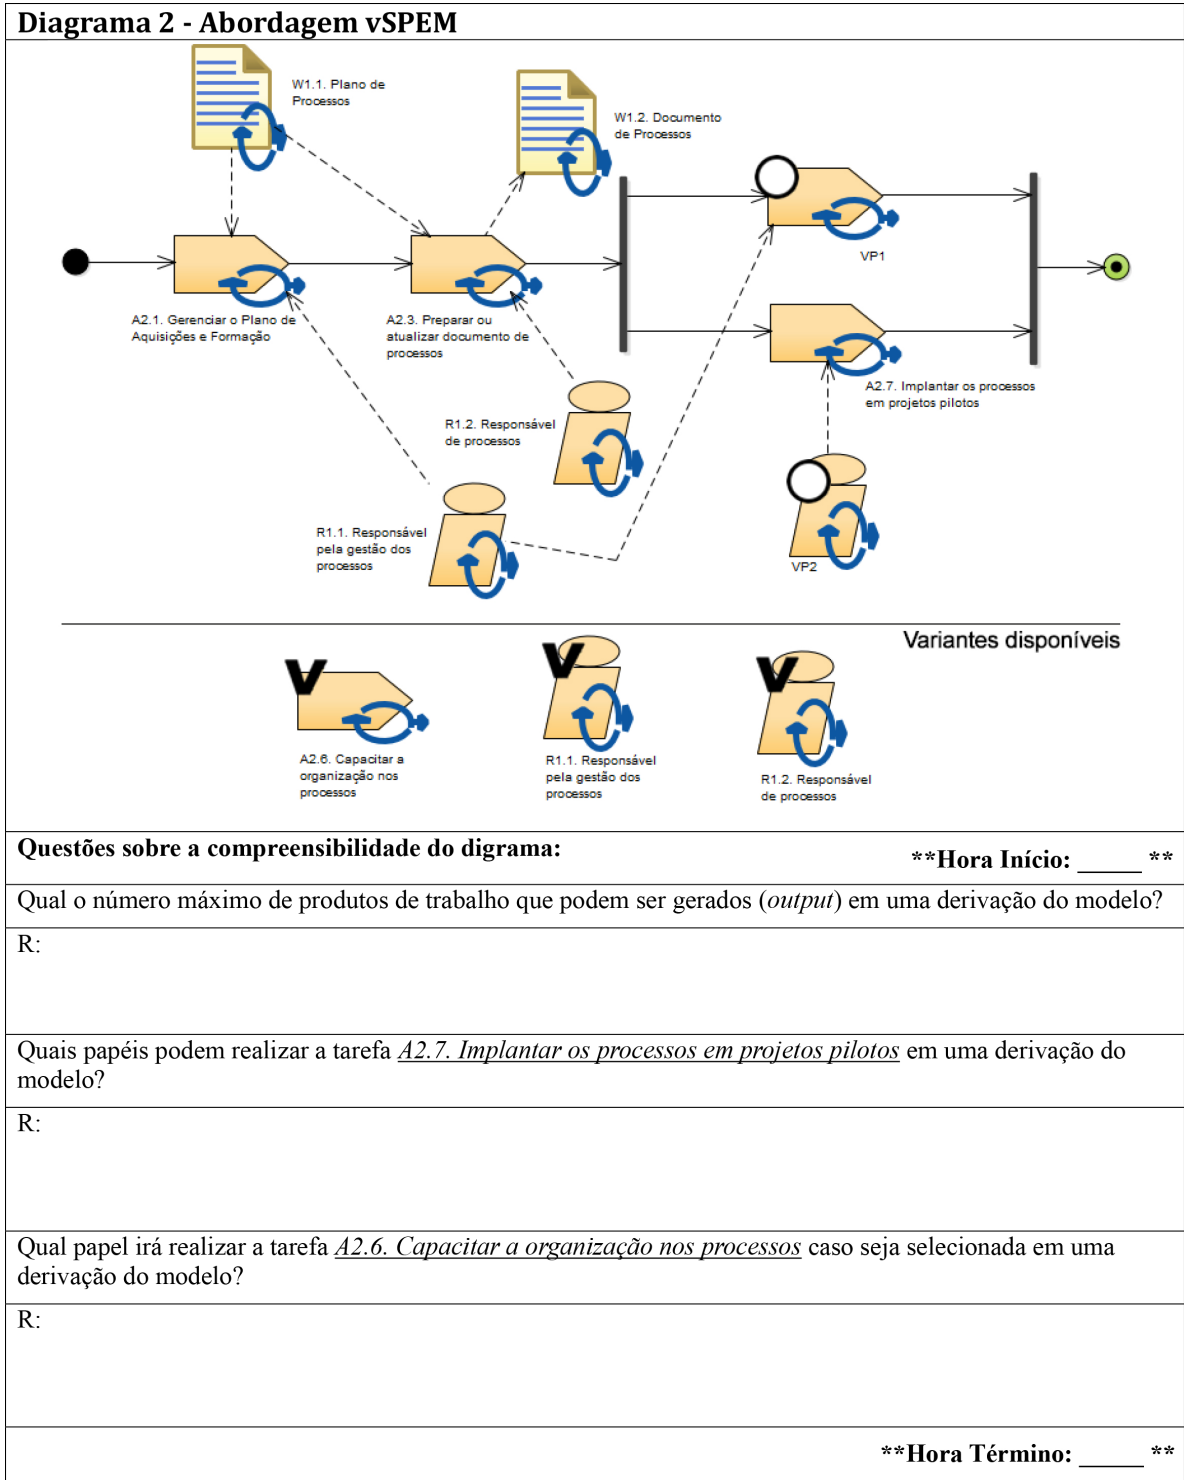 Diagrama 2 - Abordagem vSPEM
W1.1. Plano de
Processos
W1.2. Documento
de Processos
VP1
A2.1. Gerenciar o Plano de
Aquisições e Formação
A2.3. Preparar ou
atualizar documento de
processos
A2.7. Implantar os processos
em projetos pilotos
R1.2. Responsável
de processos
R1.1. Responsável
pela gestão dos
processos
VP2
Variantes disponíveis
V
V
V
A2.6. Capacitar a
organização nos
processos
R1.1. Responsável
pela gestão dos
processos
R1.2. Responsável
de processos
Questões sobre a compreensibilidade do digrama:
**Hora Início: _____ **
Qual o número máximo de produtos de trabalho que podem ser gerados (output) em uma derivação do modelo?
R:
Quais papéis podem realizar a tarefa A2.7. Implantar os processos em projetos pilotos em uma derivação do
modelo?
R:
Qual papel irá realizar a tarefa A2.6. Capacitar a organização nos processos caso seja selecionada em uma
derivação do modelo?
R:
**Hora Término: _____ **